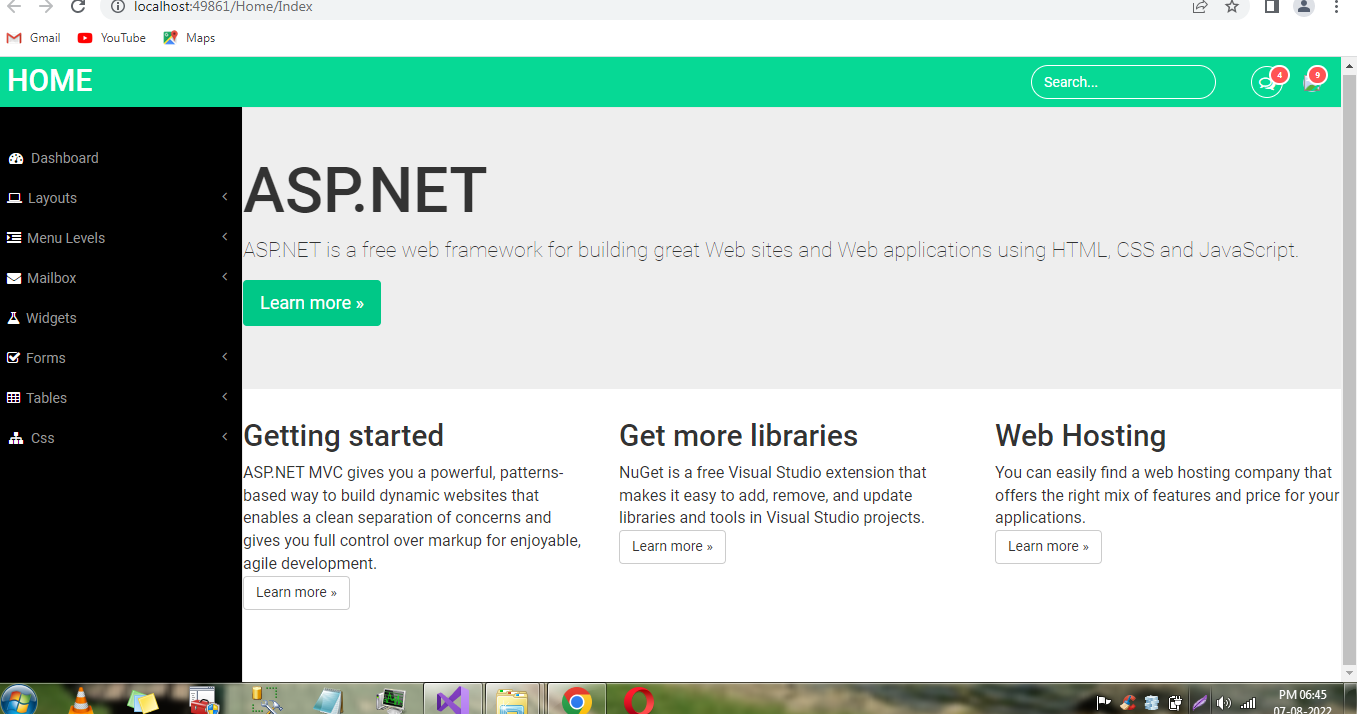 localhost:49861/Home/Index
Gmail YouTube Maps
HOME
Search...
4
9
Dashboard
Layouts
Menu Levels
Mailbox
Widgets
Forms
Tables
Css
ASP.NET
ASP.NET is a free web framework for building great Web sites and Web applications using HTML, CSS and JavaScript.
Learn more »
Getting started
ASP.NET MVC gives you a powerful, patterns-
based way to build dynamic websites that
enables a clean separation of concerns and
gives you full control over markup for enjoyable,
agile development.
Learn more »
Get more libraries
NuGet is a free Visual Studio extension that
makes it easy to add, remove, and update
libraries and tools in Visual Studio projects.
Learn more »
Web Hosting
You can easily find a web hosting company that
offers the right mix of features and price for your
applications.
Learn more »
PM 06:45
07-08-2022